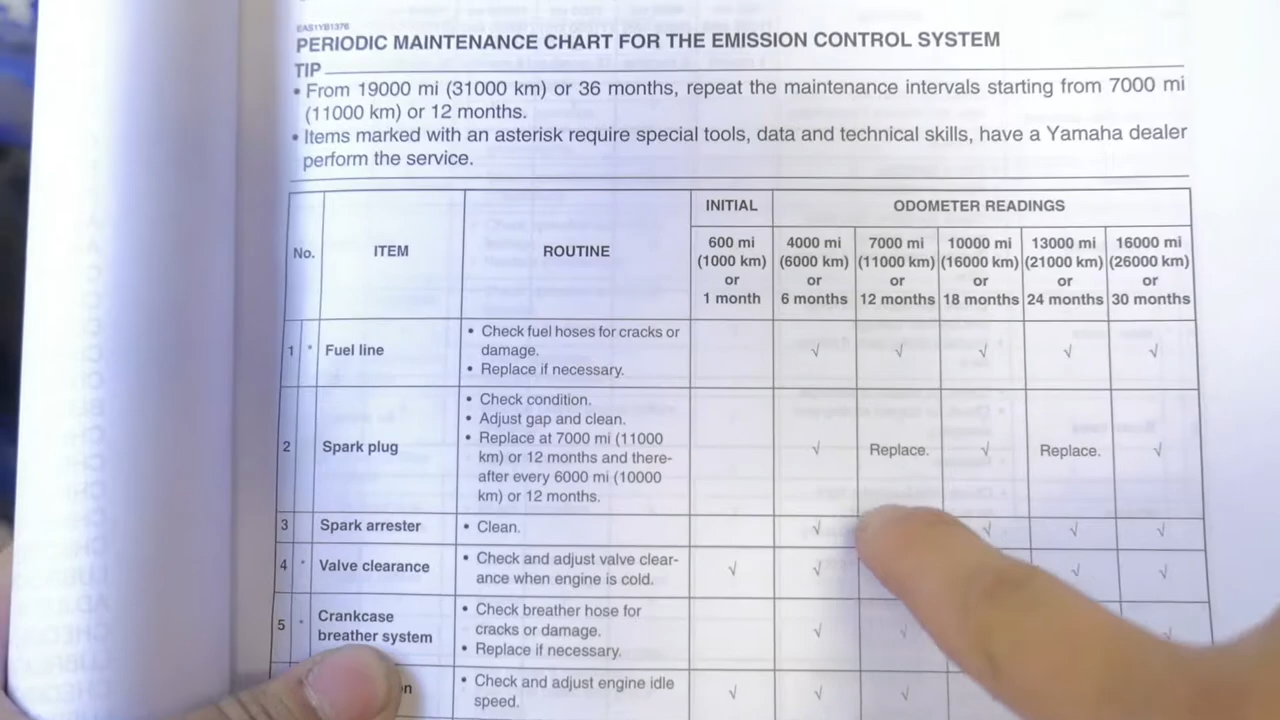 EAS1YB1376
PERIODIC MAINTENANCE CHART FOR THE EMISSION CONTROL SYSTEM
TIP
• From 19000 mi (31000 km) or 36 months, repeat the maintenance intervals starting from 7000 mi
(11000 km) or 12 months.
• Items marked with an asterisk require special tools, data and technical skills, have a Yamaha dealer
perform the service.
No.
ITEM
ROUTINE
INITIAL
ODOMETER READINGS
600 mi
(1000 km)
or
1 month
4000 mi
(6000 km)
or
6 months
7000 mi
(11000 km)
or
12 months
10000 mi
(16000 km)
or
18 months
13000 mi
(21000 km)
or
24 months
16000 mi
(26000 km)
or
30 months
1 * Fuel line
• Check fuel hoses for cracks or
damage.
• Replace if necessary.
√ √ √ √ √
2 Spark plug
• Check condition.
• Adjust gap and clean.
• Replace at 7000 mi (11000
km) or 12 months and there-
after every 6000 mi (10000
km) or 12 months.
√ Replace. √ Replace. √
3 Spark arrester
• Clean.
√ √ √ √
4 * Valve clearance
• Check and adjust valve clear-
ance when engine is cold.
√ √ √ √
5 * Crankcase
breather system
• Check breather hose for
cracks or damage.
• Replace if necessary.
√ √ √
• Check and adjust engine idle
speed.
√ √ √